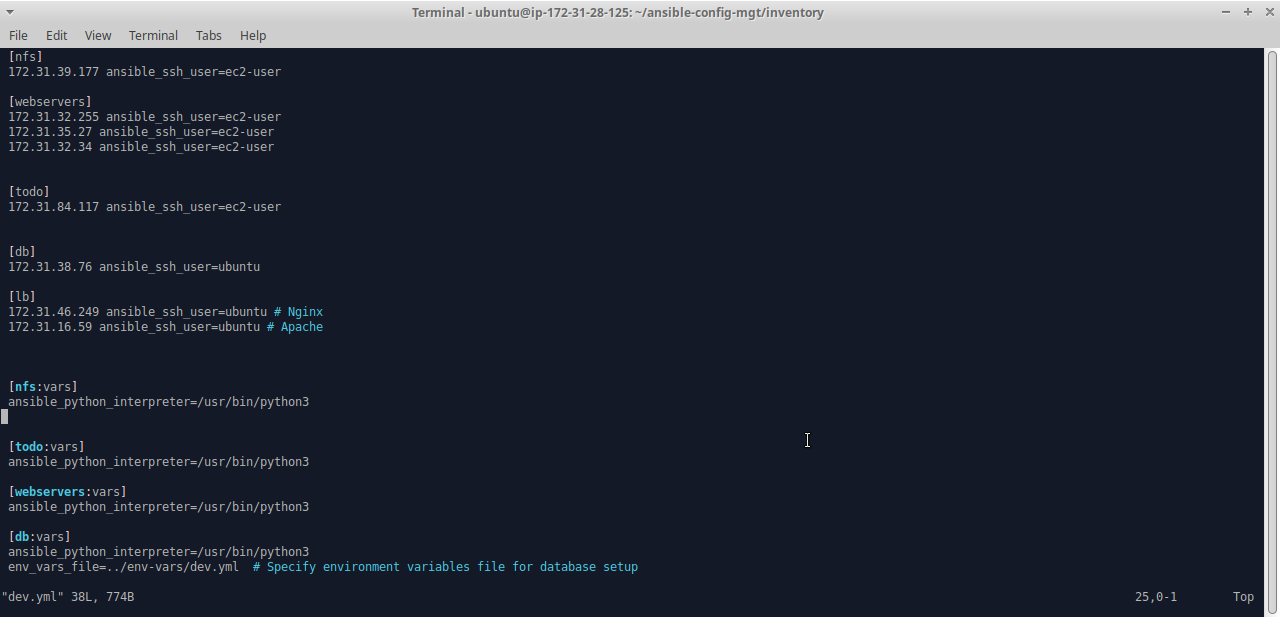 Terminal - ubuntu@ip-172-31-28-125: ~/ansible-config-mgt/inventory
File Edit View Terminal Tabs Help
[nfs]
172.31.39.177 ansible_ssh_user=ec2-user
[webservers]
172.31.32.255 ansible_ssh_user=ec2-user
172.31.35.27 ansible_ssh_user=ec2-user
172.31.32.34 ansible_ssh_user=ec2-user
[todo]
172.31.84.117 ansible_ssh_user=ec2-user
[db]
172.31.38.76 ansible_ssh_user=ubuntu
[lb]
172.31.46.249 ansible_ssh_user=ubuntu # Nginx
172.31.16.59 ansible_ssh_user=ubuntu # Apache
[nfs:vars]
ansible_python_interpreter=/usr/bin/python3
[todo:vars]
ansible_python_interpreter=/usr/bin/python3
[webservers:vars]
ansible_python_interpreter=/usr/bin/python3
[db:vars]
ansible_python_interpreter=/usr/bin/python3
env_vars_file=../env-vars/dev.yml  # Specify environment variables file for database setup
"dev.yml" 38L, 774B 25,0-1 Top